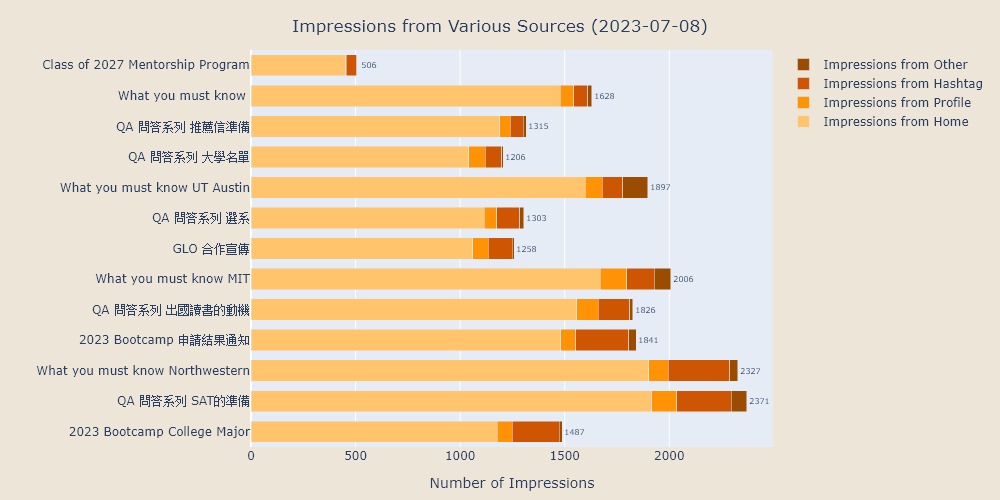 Impressions from Various Sources (2023-07-08)
Class of 2027 Mentorship Program 506
What you must know 1628
QA 問答系列 推薦信準備 1315
QA 問答系列 大學名單 1206
What you must know UT Austin 1897
QA 問答系列 選系 1303
GLO 合作宣傳 1258
What you must know MIT 2006
QA 問答系列 出國讀書的動機 1826
2023 Bootcamp 申請结果通知 1841
What you must know Northwestern 2327
QA 問答系列 SAT的準備 2371
2023 Bootcamp College Major 1487
0 500 1000 1500 2000
Number of Impressions
Impressions from Other
Impressions from Hashtag
Impressions from Profile
Impressions from Home